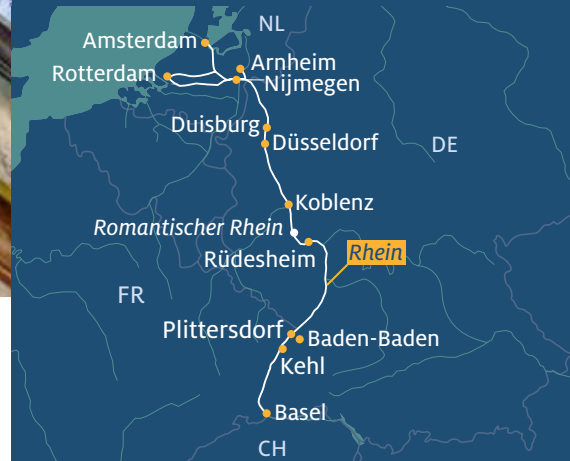 NL
Amsterdam
Arnheim
Rotterdam
Nijmegen
Duisburg
Düsseldorf
DE
Koblenz
Romantischer Rhein
Rüdesheim
Rhein
FR
Plittersdorf
Baden-Baden
Kehl
Basel
CH